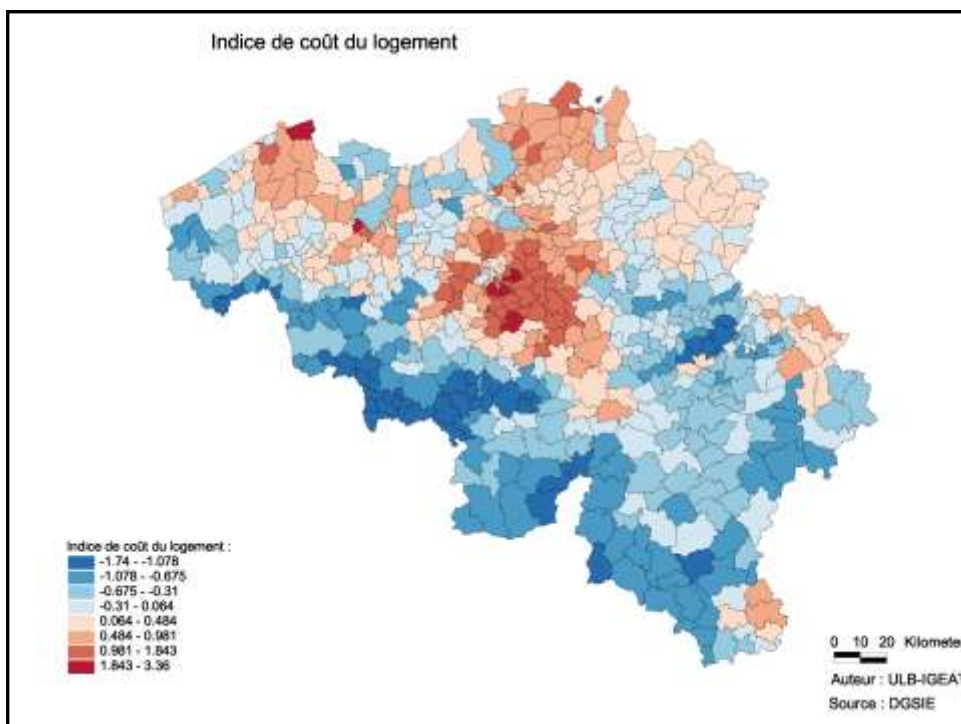 Indice de coût du logement
Indice de coût du logement :
-1.74 - -1.078
-1.078 - -0.675
-0.675 - -0.31
-0.31 - 0.064
0.064 - 0.484
0.484 - 0.981
0.981 - 1.843
1.843 - 3.36
0 10 20 Kilomete
Auteur : ULB-IGEAT
Source : DGSIE